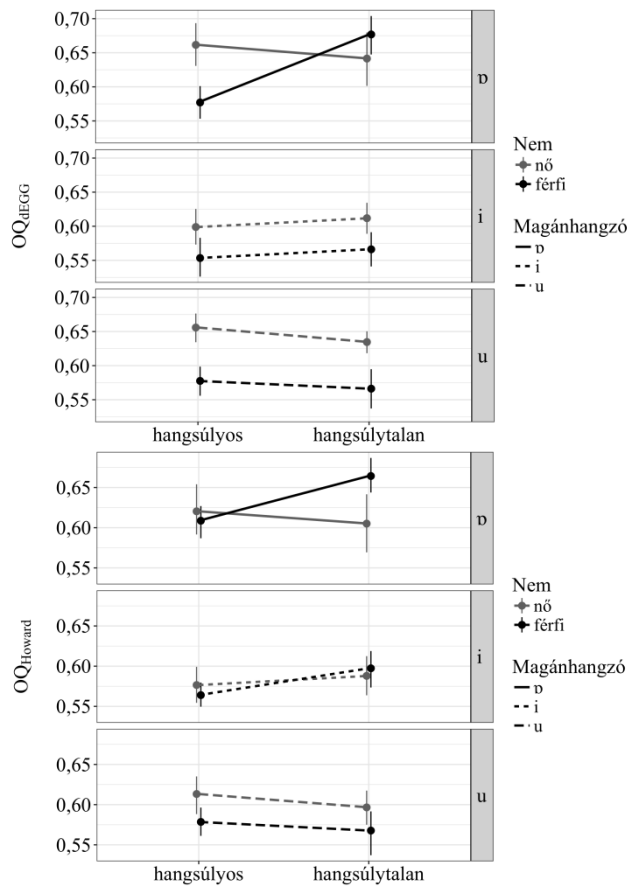 0,70
0,65
0,60
0,55
ɒ
0,70
0,65
0,60
0,55
i
0,70
0,65
0,60
0,55
u
OQdEGG
hangsúlyos hangsúlytalan
Nem
nő
férfi
Magánhangzó
ɒ
i
u
0,65
0,60
0,55
ɒ
0,65
0,60
0,55
i
0,65
0,60
0,55
u
OQHoward
hangsúlyos hangsúlytalan
Nem
nő
férfi
Magánhangzó
ɒ
i
u